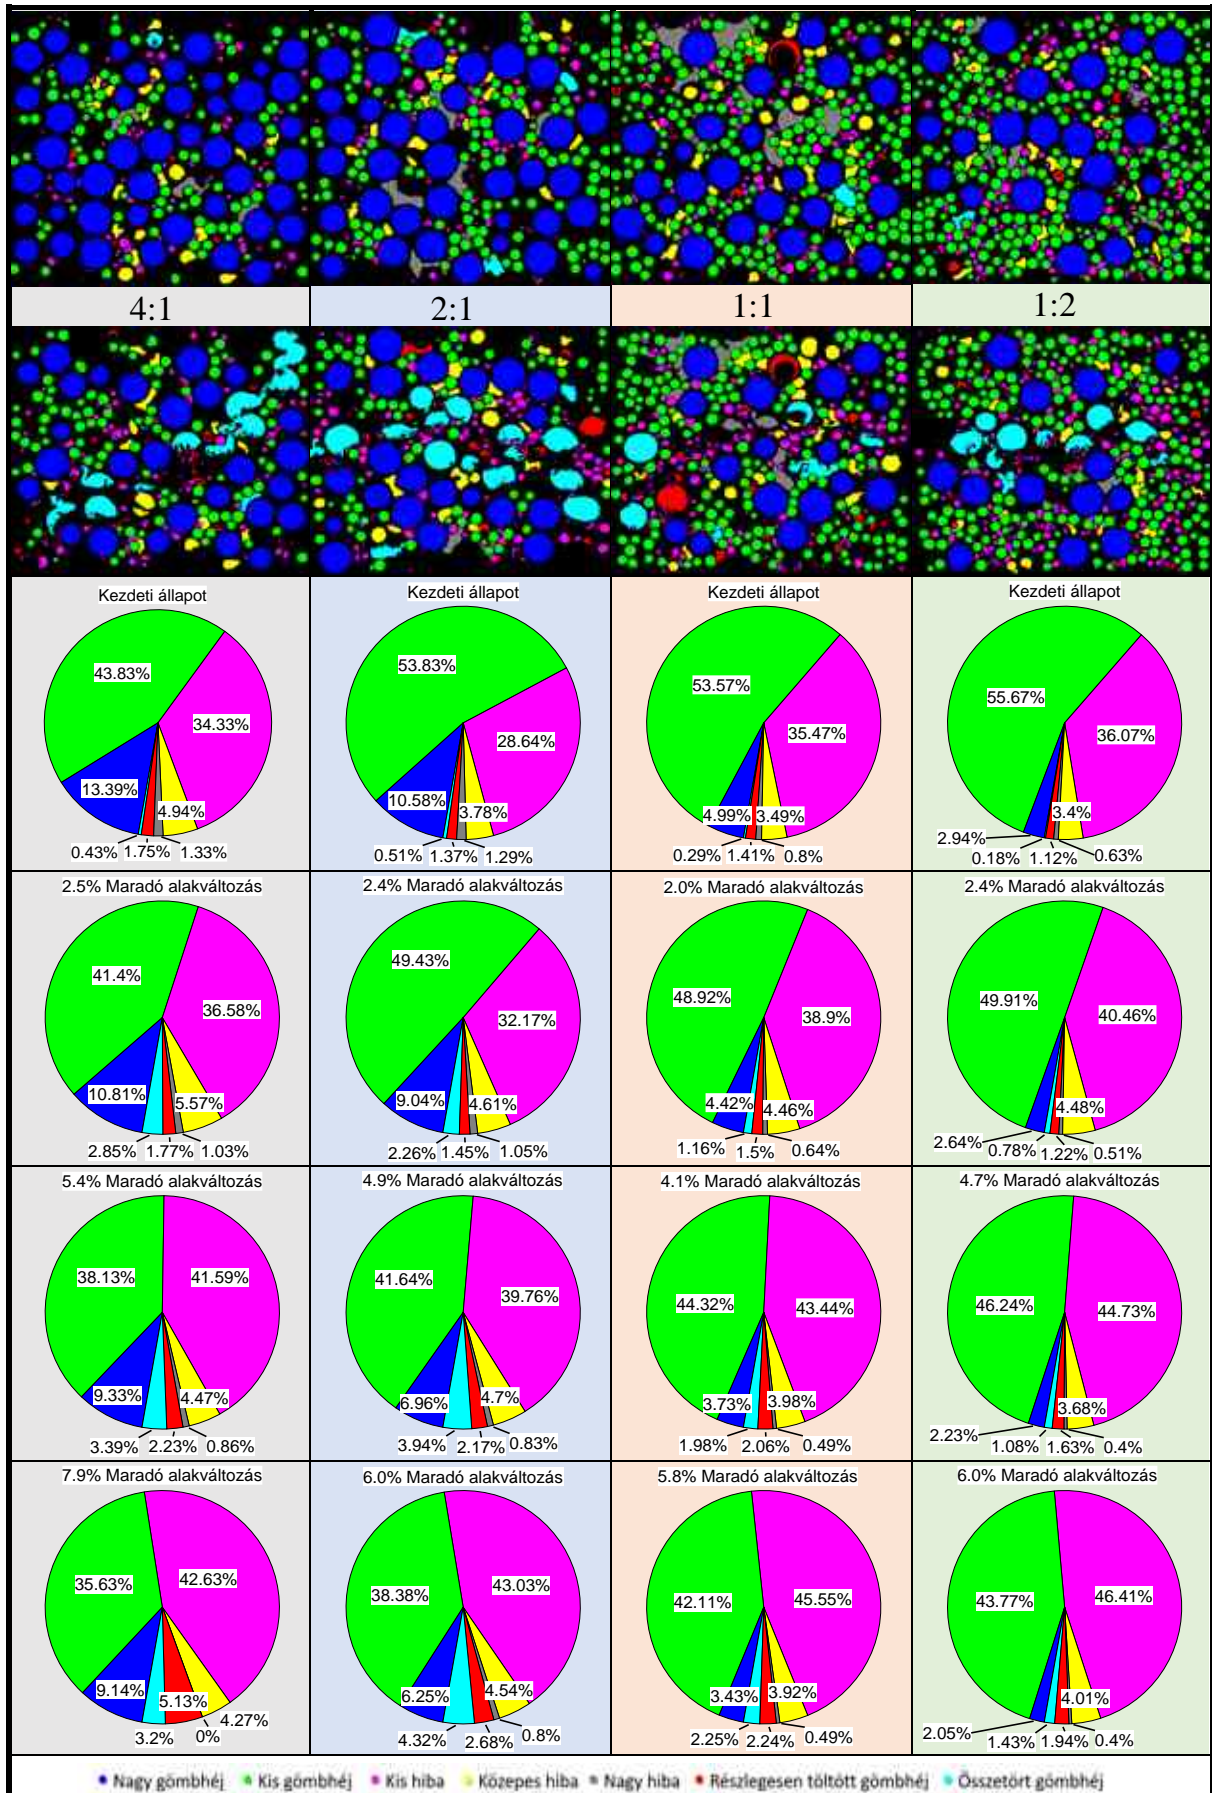 4:1 2:1 1:1 1:2
Kezdeti állapot Kezdeti állapot Kezdeti állapot Kezdeti állapot
43.83%
34.33%
13.39%
4.94%
0.43% 1.75% 1.33%
53.83%
28.64%
10.58%
3.78%
0.51% 1.37% 1.29%
53.57%
35.47%
4.99% 3.49%
0.29% 1.41% 0.8%
55.67%
36.07%
3.4%
2.94%
0.18% 1.12% 0.63%
2.5% Maradó alakváltozás 2.4% Maradó alakváltozás 2.0% Maradó alakváltozás 2.4% Maradó alakváltozás
41.4%
36.58%
10.81% 5.57%
2.85% 1.77% 1.03%
49.43%
32.17%
9.04% 4.61%
2.26% 1.45% 1.05%
48.92%
38.9%
4.42% 4.46%
1.16% 1.5% 0.64%
49.91%
40.46%
4.48%
2.64% 0.78% 1.22% 0.51%
5.4% Maradó alakváltozás 4.9% Maradó alakváltozás 4.1% Maradó alakváltozás 4.7% Maradó alakváltozás
38.13% 41.59%
9.33% 4.47%
3.39% 2.23% 0.86%
41.64%
39.76%
6.96% 4.7%
3.94% 2.17% 0.83%
44.32% 43.44%
3.73% 3.98%
1.98% 2.06% 0.49%
46.24% 44.73%
3.68%
2.23%
1.08% 1.63% 0.4%
7.9% Maradó alakváltozás 6.0% Maradó alakváltozás 5.8% Maradó alakváltozás 6.0% Maradó alakváltozás
35.63% 42.63%
9.14% 5.13%
4.27%
3.2% 0%
38.38% 43.03%
6.25% 4.54%
4.32% 2.68% 0.8%
42.11% 45.55%
3.43% 3.92%
2.25% 2.24% 0.49%
43.77% 46.41%
4.01%
2.05% 1.43% 1.94% 0.4%
Nagy gömbhéj Kis gömbhéj Kis hiba Közepes hiba Nagy hiba Részlegesen töltött gömbhéj Összetört gömbhéj